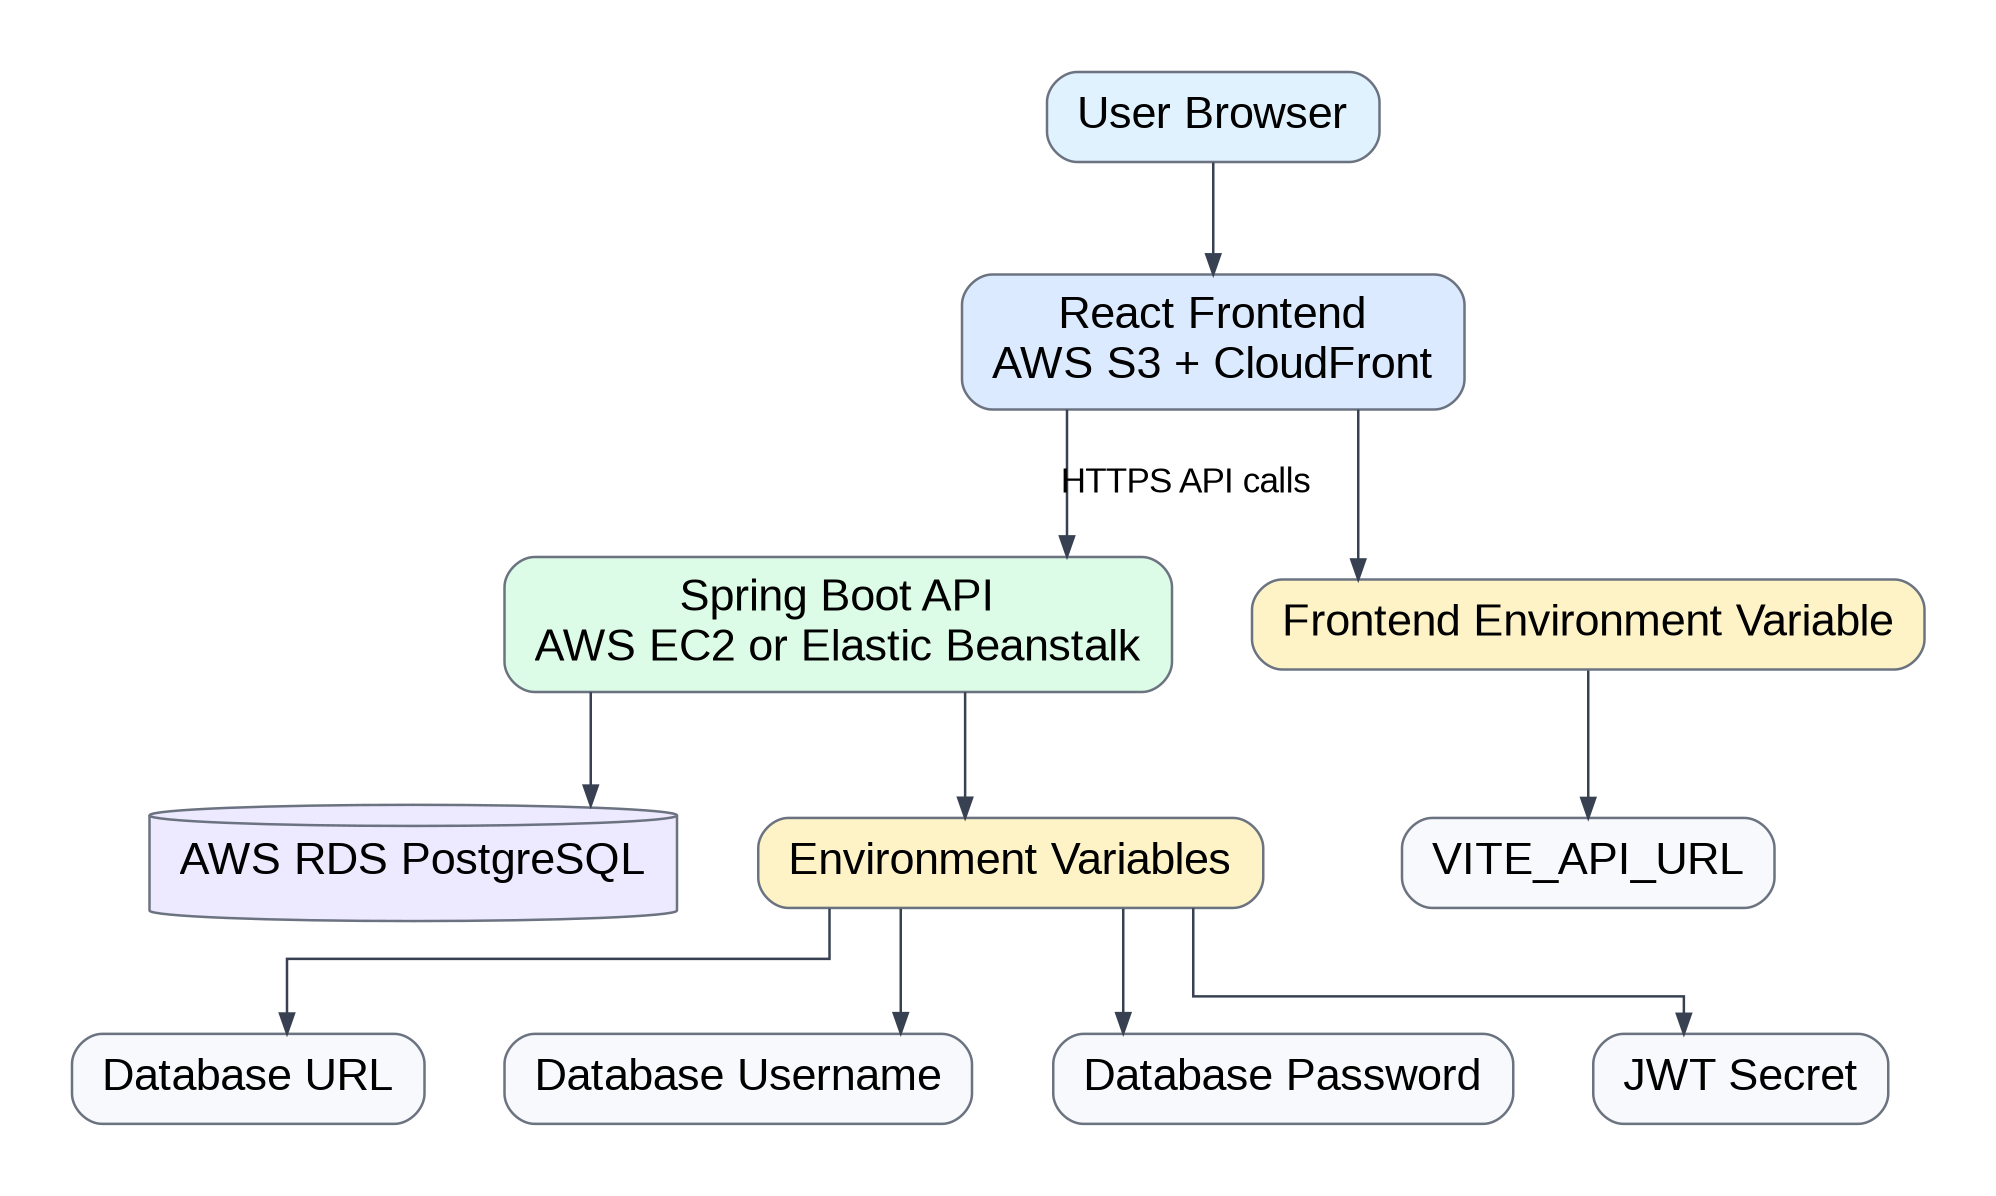 User Browser
React Frontend
AWS S3 + CloudFront
HTTPS API calls
Spring Boot API
AWS EC2 or Elastic Beanstalk
Frontend Environment Variable
AWS RDS PostgreSQL
Environment Variables
VITE_API_URL
Database URL
Database Username
Database Password
JWT Secret